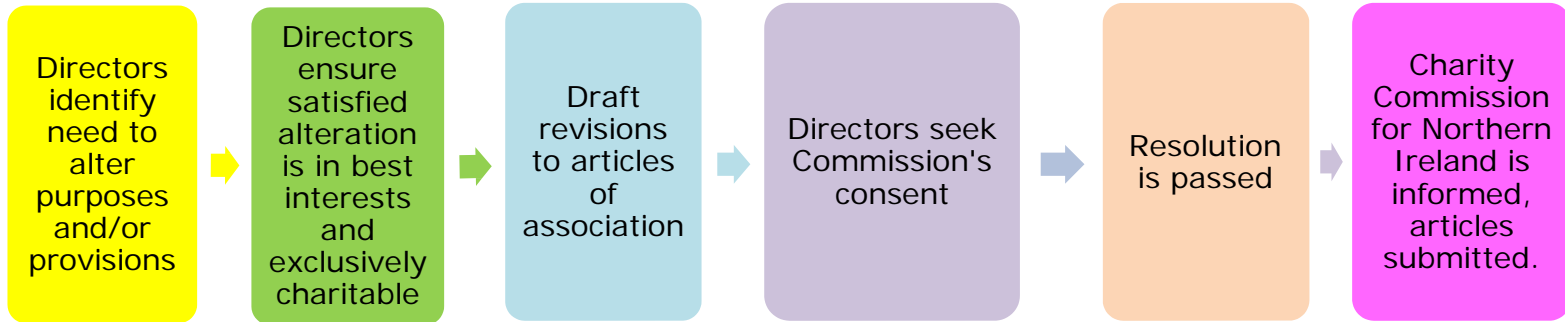 Directors
identify
need to
alter
purposes
and/or
provisions
Directors
ensure
satisfied
alteration
is in best
interests
and
exclusively
charitable
Draft
revisions
to articles
of
association
Directors seek
Commission's
consent
Resolution
is passed
Charity
Commission
for Northern
Ireland is
informed,
articles
submitted.